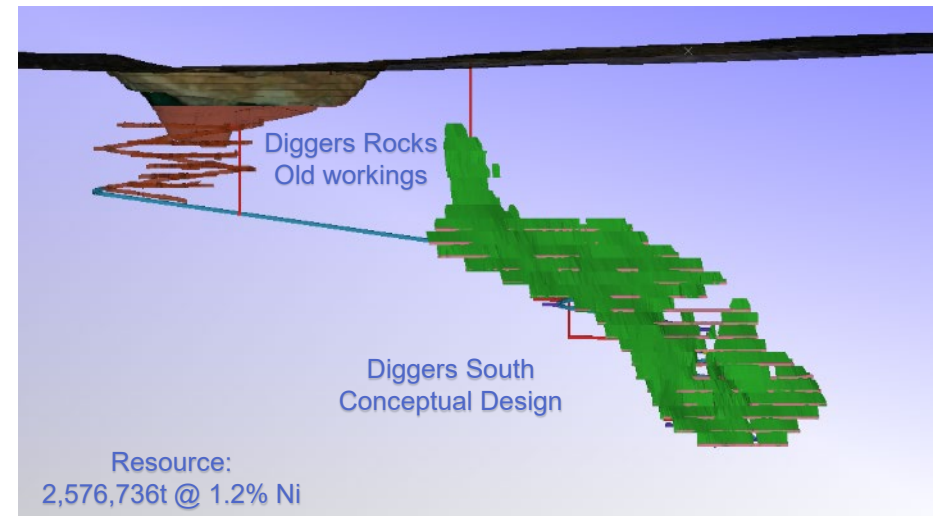 Diggers Rocks
Old workings
Diggers South
Conceptual Design
Resource:
2,576,736t @ 1.2% Ni